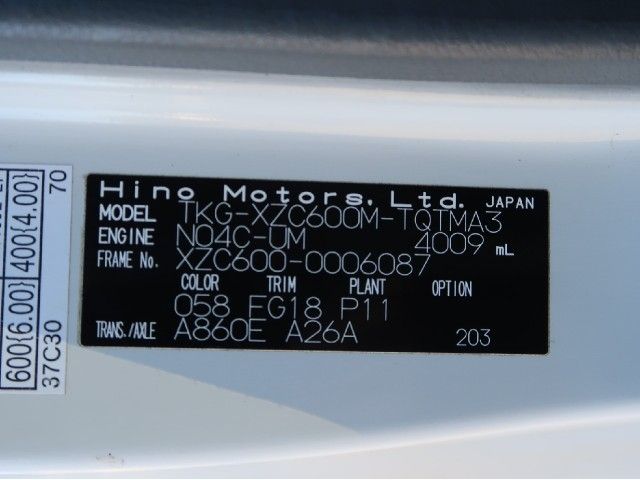 Hino Motors, Ltd. JAPAN
MODEL TKG-XZC600M-TQTMA3
ENGINE N04C-UM 4009 mL
FRAME No. XZC600-0006087
COLOR TRIM PLANT OPTION
058 EG18 P11
TRANS./AXLE A860E A26A 203
600(6.00) 400(4.00)
37C30 70